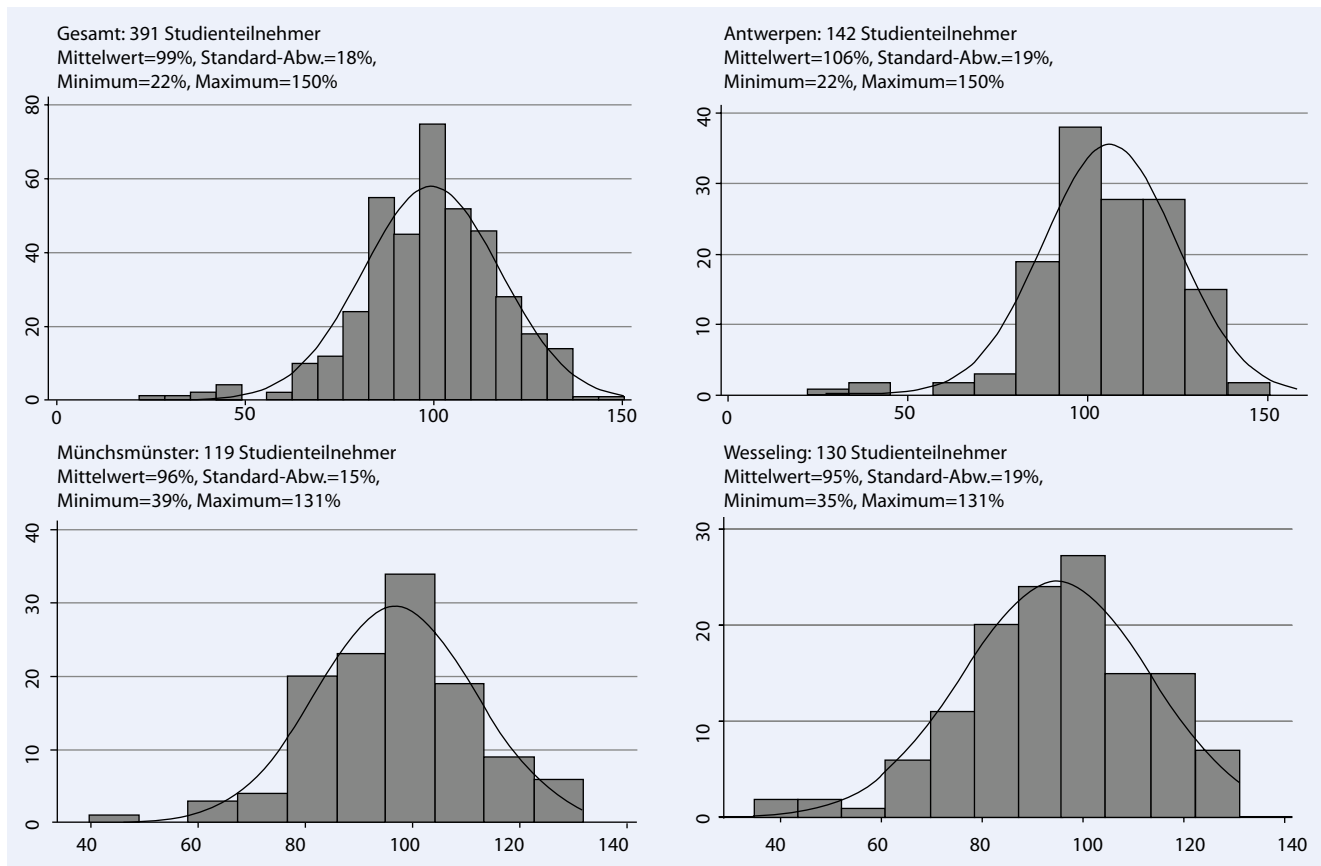 Gesamt: 391 Studienteilnehmer
Mittelwert=99%, Standard-Abw.=18%,
Minimum=22%, Maximum=150%
80
60
40
20
0
0 50 100 150
Antwerpen: 142 Studienteilnehmer
Mittelwert=106%, Standard-Abw.=19%,
Minimum=22%, Maximum=150%
40
30
20
10
0
0 50 100 150
Münchsmünster: 119 Studienteilnehmer
Mittelwert=96%, Standard-Abw.=15%,
Minimum=39%, Maximum=131%
40
30
20
10
0
40 60 80 100 120 140
Wesseling: 130 Studienteilnehmer
Mittelwert=95%, Standard-Abw.=19%,
Minimum=35%, Maximum=131%
30
20
10
0
40 60 80 100 120 140